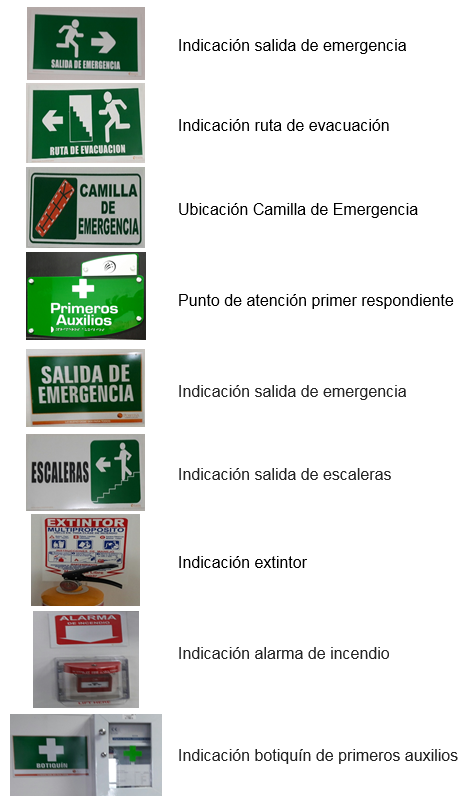 SALIDA DE EMERGENCIA
Indicación salida de emergencia
RUTA DE EVACUACION
Indicación ruta de evacuación
CAMILLA
DE
EMERGENCIA
Ubicación Camilla de Emergencia
Primeros
Auxilios
Punto de atención primer respondiente
SALIDA DE
EMERGENCIA
Indicación salida de emergencia
ESCALERAS
Indicación salida de escaleras
EXTINTOR
MULTIPROPOSITO
Indicación extintor
ALARMA
DE INCENDIO
Indicación alarma de incendio
BOTIQUÍN
Indicación botiquín de primeros auxilios